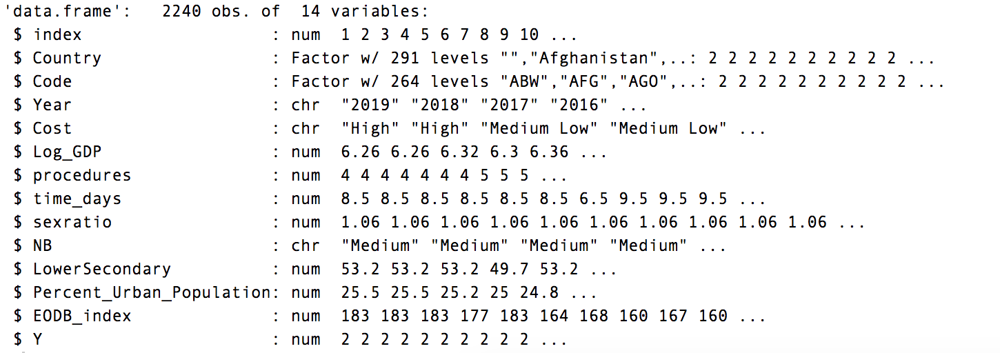 'data.frame':   2240 obs. of  14 variables:
 $ index                   : num  1 2 3 4 5 6 7 8 9 10 ...
 $ Country                 : Factor w/ 291 levels "","Afghanistan",..: 2 2 2 2 2 2 2 2 2 2 ...
 $ Code                    : Factor w/ 264 levels "ABW","AFG","AGO",..: 2 2 2 2 2 2 2 2 2 2 ...
 $ Year                    : chr  "2019" "2018" "2017" "2016" ...
 $ Cost                    : chr  "High" "High" "Medium Low" "Medium Low" ...
 $ Log_GDP                 : num  6.26 6.26 6.32 6.3 6.36 ...
 $ procedures              : num  4 4 4 4 4 4 4 5 5 5 ...
 $ time_days               : num  8.5 8.5 8.5 8.5 8.5 8.5 6.5 9.5 9.5 9.5 ...
 $ sexratio                : num  1.06 1.06 1.06 1.06 1.06 1.06 1.06 1.06 1.06 1.06 ...
 $ NB                      : chr  "Medium" "Medium" "Medium" "Medium" ...
 $ LowerSecondary          : num  53.2 53.2 53.2 49.7 53.2 ...
 $ Percent_Urban_Population: num  25.5 25.5 25.2 25 24.8 ...
 $ EODB_index              : num  183 183 183 177 183 164 168 160 167 160 ...
 $ Y                       : num  2 2 2 2 2 2 2 2 2 2 ...